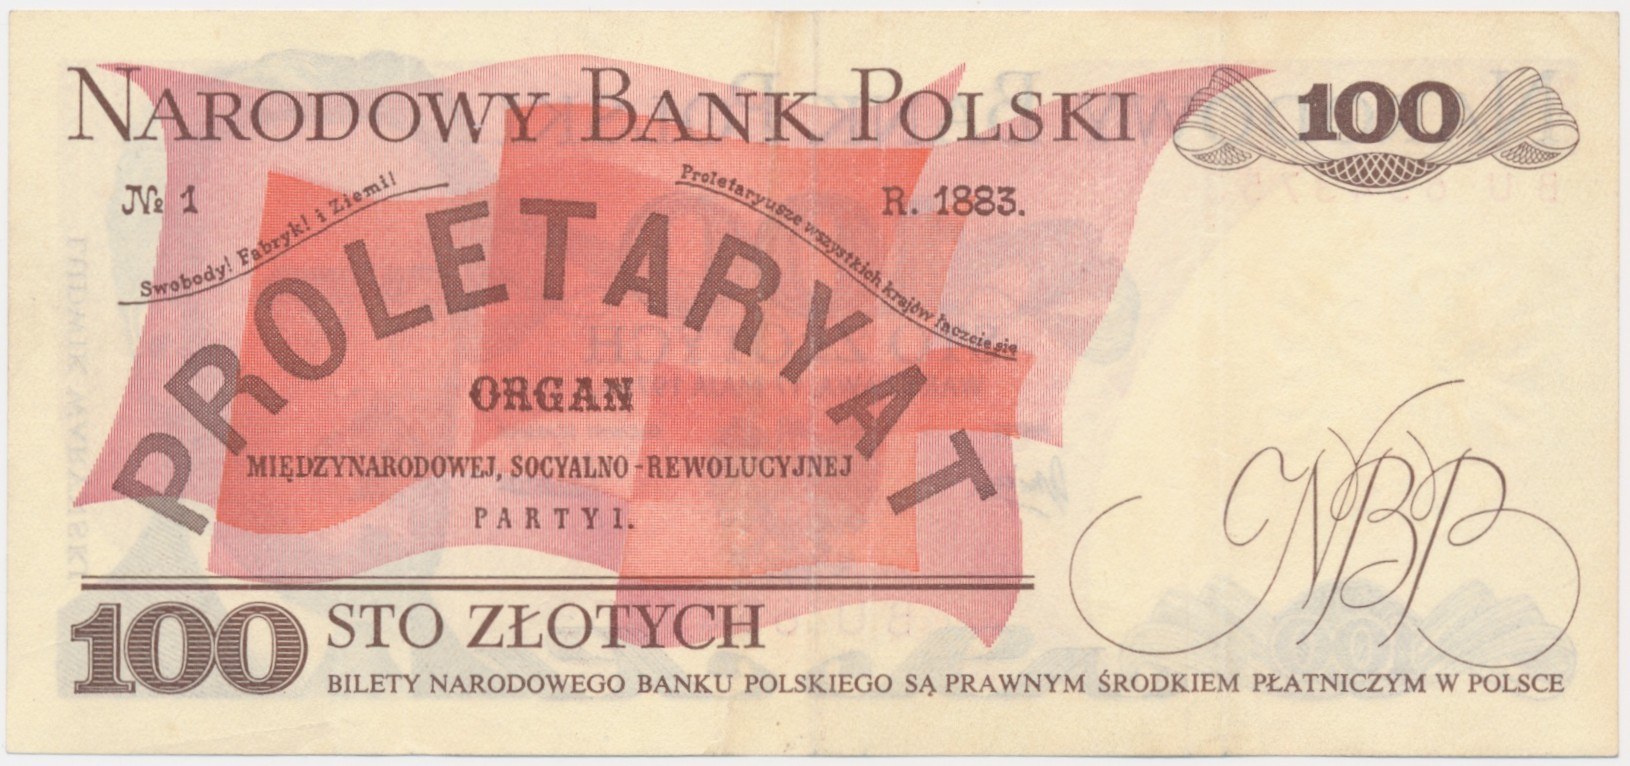 NARODOWY BANK POLSKI 100
№ 1
Swobody! Fabryk! i Ziemi!
Proletaryusze wszystkich krajów łączcie się
R. 1883.
PROLETARYAT
ORGAN
MIĘDZYNARODOWEJ, SOCYALNO-REWOLUCYJNEJ
PARTYI.
NBP
100 STO ZŁOTYCH
BILETY NARODOWEGO BANKU POLSKIEGO SĄ PRAWNYM ŚRODKIEM PŁATNICZYM W POLSCE